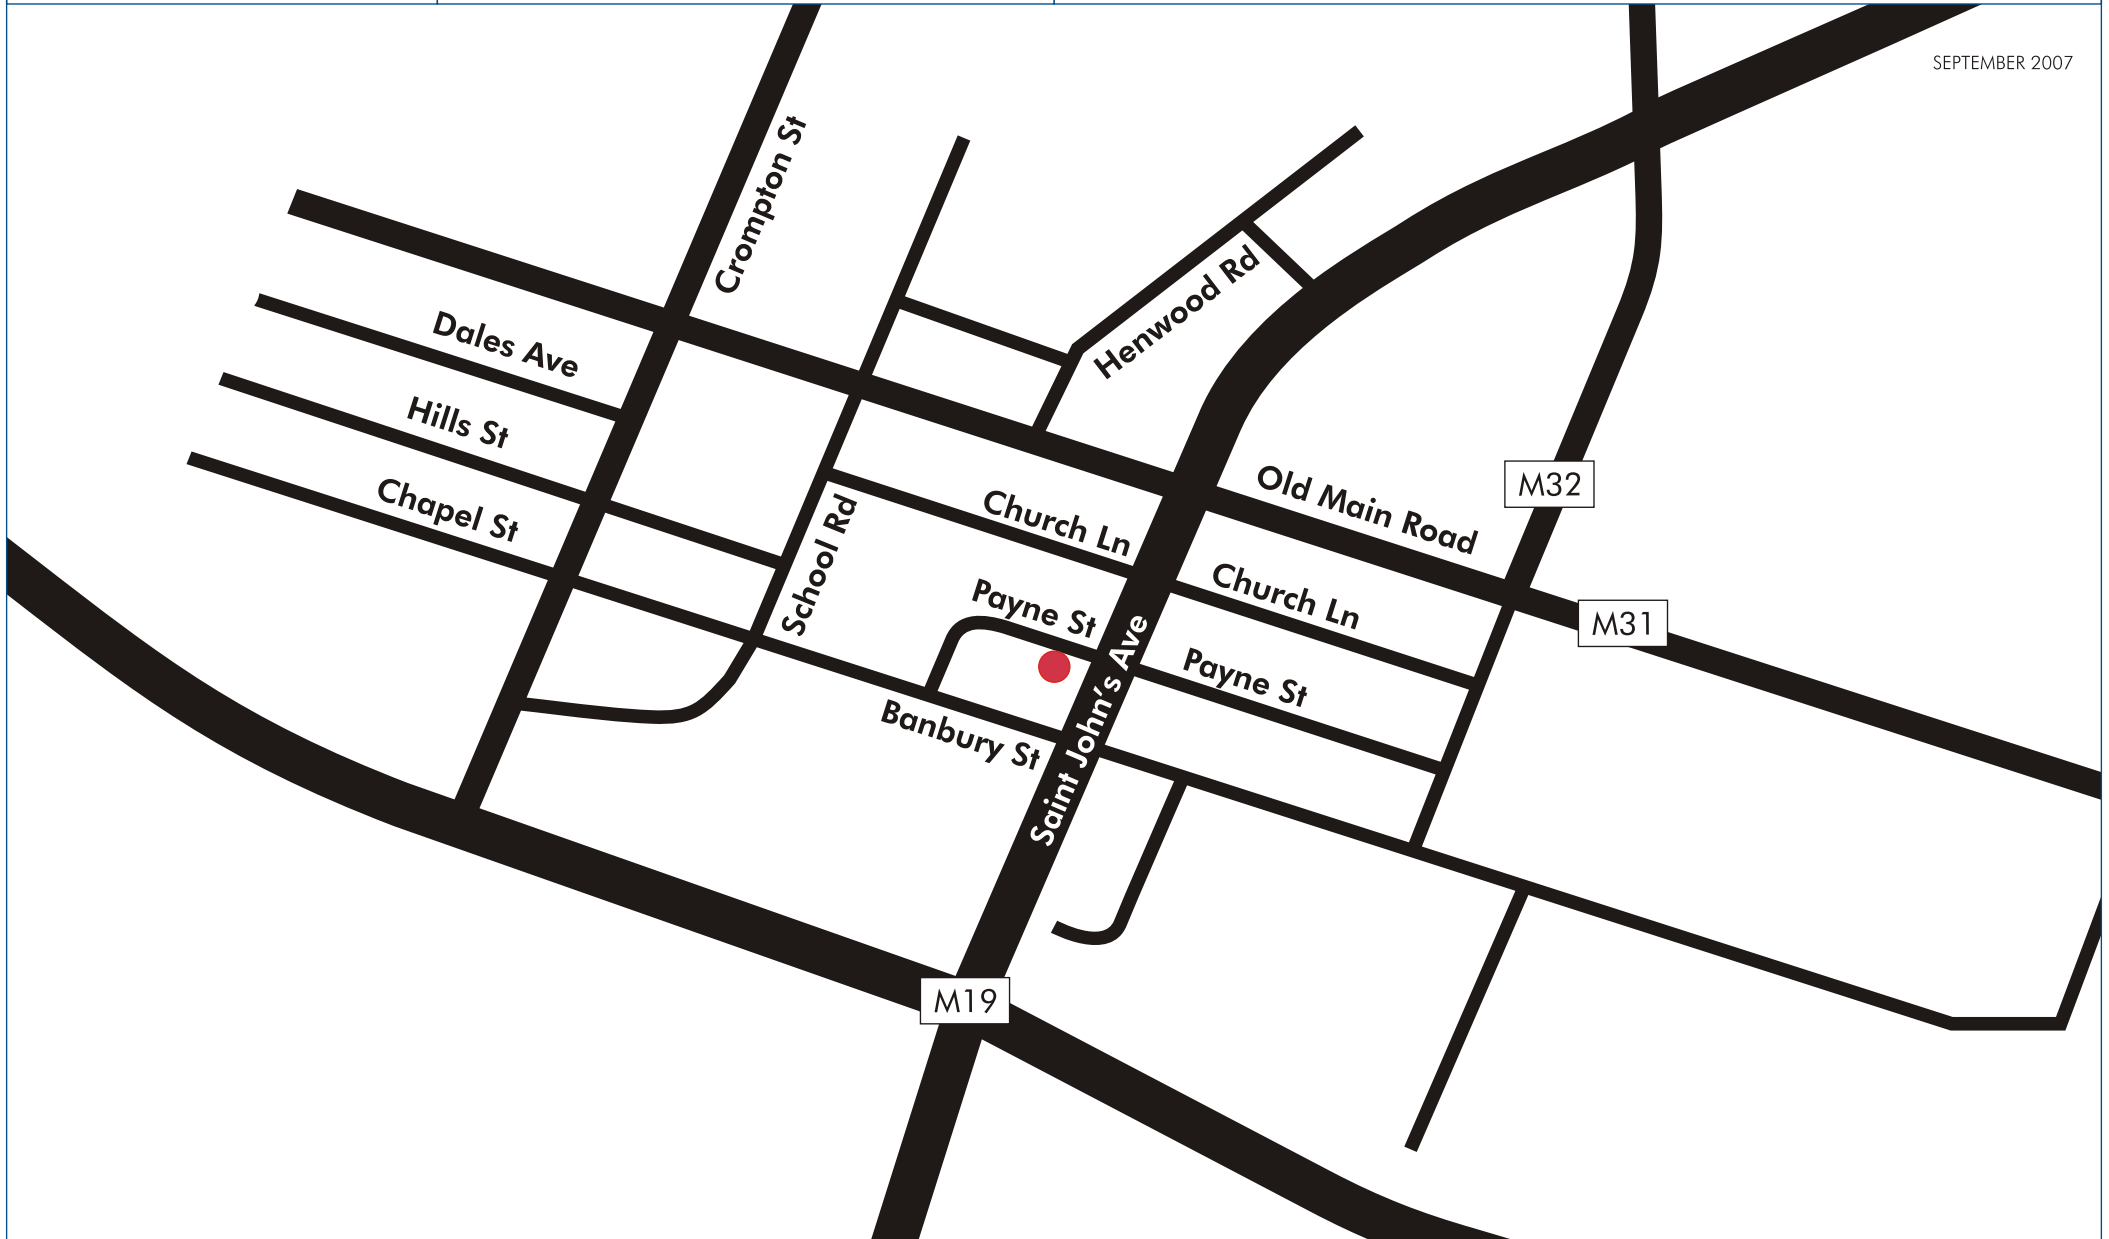 SEPTEMBER 2007
Crompton St
Henwood Rd
Dales Ave
Hills St
Chapel St
School Rd
Church Ln
Old Main Road
M32
Church Ln
M31
Payne St
Payne St
Saint John's Ave
Banbury St
M19